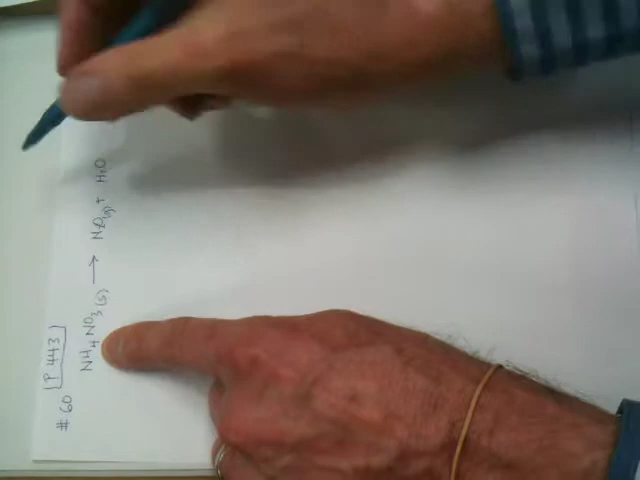 # 60 P 443
NH4NO3(s) → N2O(g) + H2O